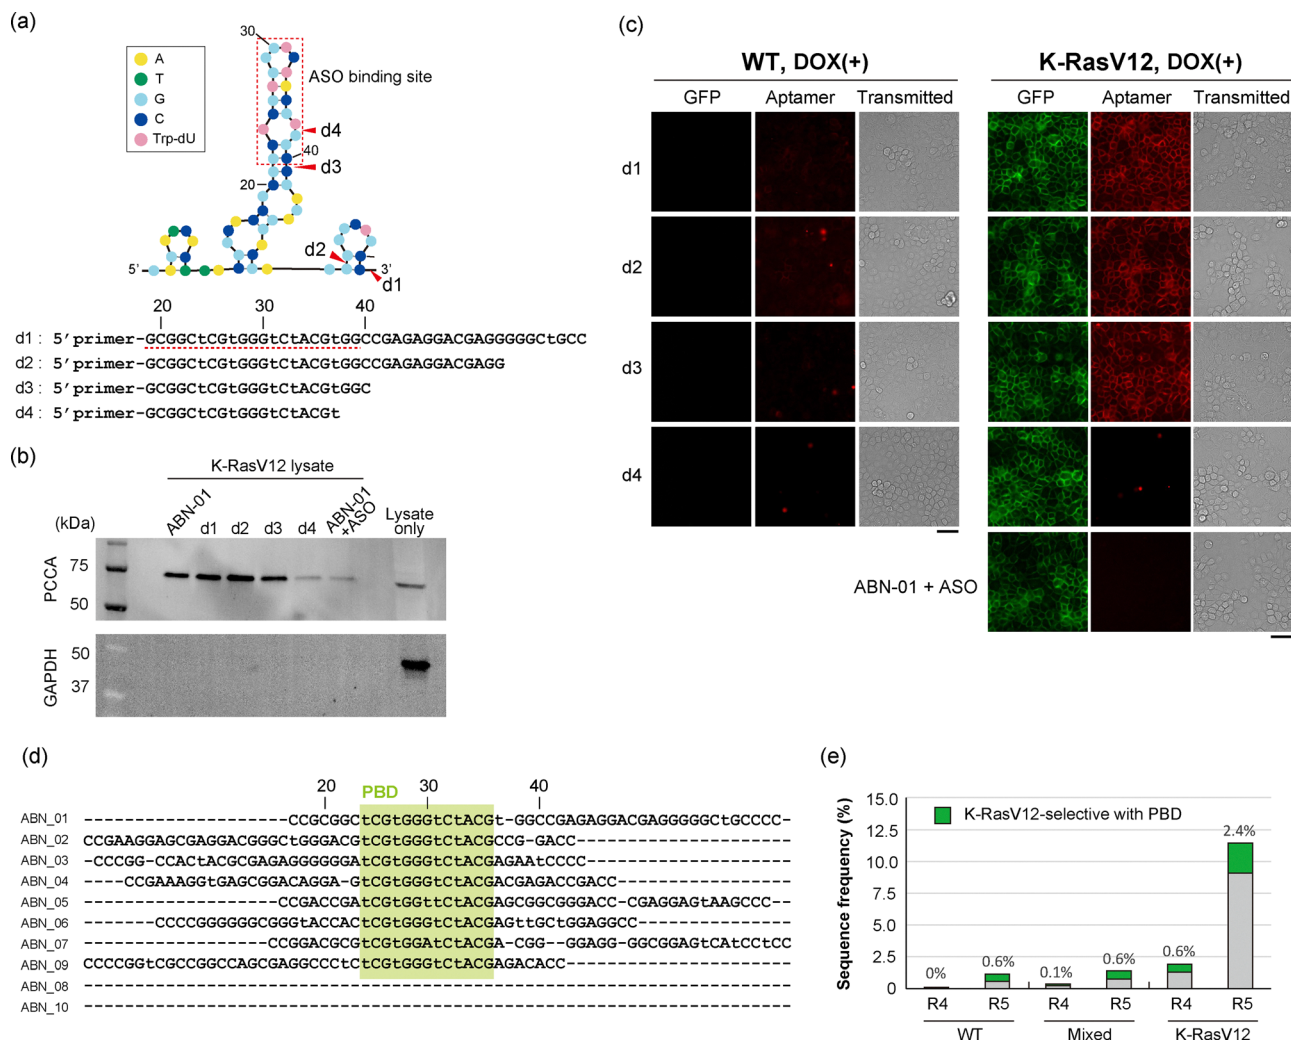 (a)
A
T
G
C
Trp-dU
30
ASO binding site
d4
40
d3
20
d2
5’
3’
d1
20 30 40
d1 : 5’primer-GCGGCtCGtGGGtCtACGtGGCCGAGAGGACGAGGGGGCTGCC
d2 : 5’primer-GCGGCtCGtGGGtCtACGtGGCCGAGAGGACGAGG
d3 : 5’primer-GCGGCtCGtGGGtCtACGtGGC
d4 : 5’primer-GCGGCtCGtGGGtCtACGt
(b)
K-RasV12 lysate
(kDa)
ABN-01
d1
d2
d3
d4
ABN-01
+ASO
Lysate
only
PCCA
75
50
GAPDH
50
37
(c)
WT, DOX(+)
GFP Aptamer Transmitted
K-RasV12, DOX(+)
GFP Aptamer Transmitted
d1
d2
d3
d4
ABN-01 + ASO
(d)
20 30 40
PBD
ABN_01 -----------------CCGCGGCtCGtGGGtCtACGt-GGCCGAGAGGACGAGGGGGCtGCCCC-
ABN_02 CCGAAGGAGCGAGGACGGGCtGGGACGtCGtGGGtCtACGCCG-GACC--------------------
ABN_03 -CCCGG-CCACtACGCGAGAGGGGGAtCGtGGGtCtACGAGAAtCCCC-------------------
ABN_04 ----CCGAAAGGtGAGCGGACAGGA-GtCGtGGGtCtACGACGAGACCGACC----------------
ABN_05 ----------------CCGACCGAtCGtGGttCtACGAGCGGCGGGACC-CGAGGAGtAAGCCC--
ABN_06 ------CCCCGGGGGGCGGGtACCACtCGtGGGtCtACGAGttGCtGGAGGCC-------------
ABN_07 ---------------CCGGACGCGtCGtGGAtCtACGA-CGG--GGAGG-GGCGGAGtCAtCCtCC
ABN_09 CCCCGGtCGCCGGCCAGCGAGGCCCtCtCGtGGGtCtACGAGACACC---------------------
ABN_08 --------------------------------------------------------------------
ABN_10 --------------------------------------------------------------------
(e)
Sequence frequency (%)
15.0
12.5
10.0
7.5
5.0
2.5
0
K-RasV12-selective with PBD
0% 0.6% 0.1% 0.6% 0.6% 2.4%
R4 R5 R4 R5 R4 R5
WT Mixed K-RasV12